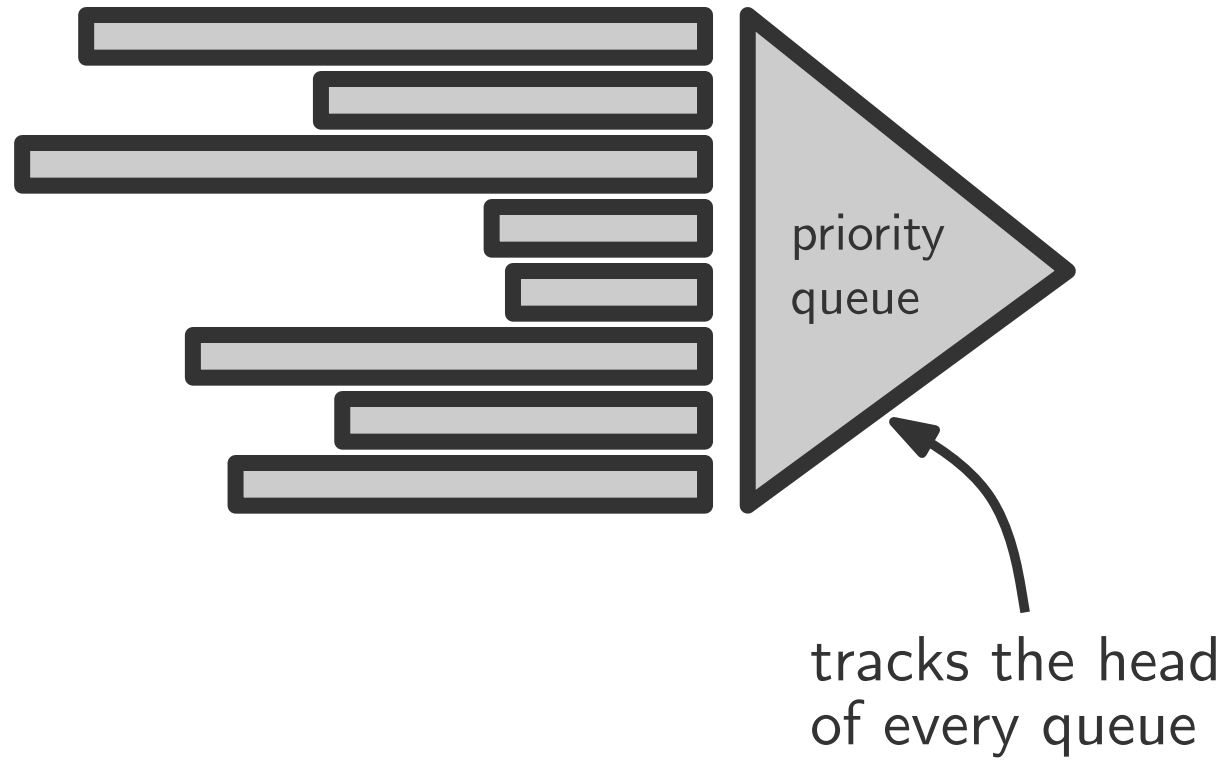 priority
queue
tracks the head
of every queue